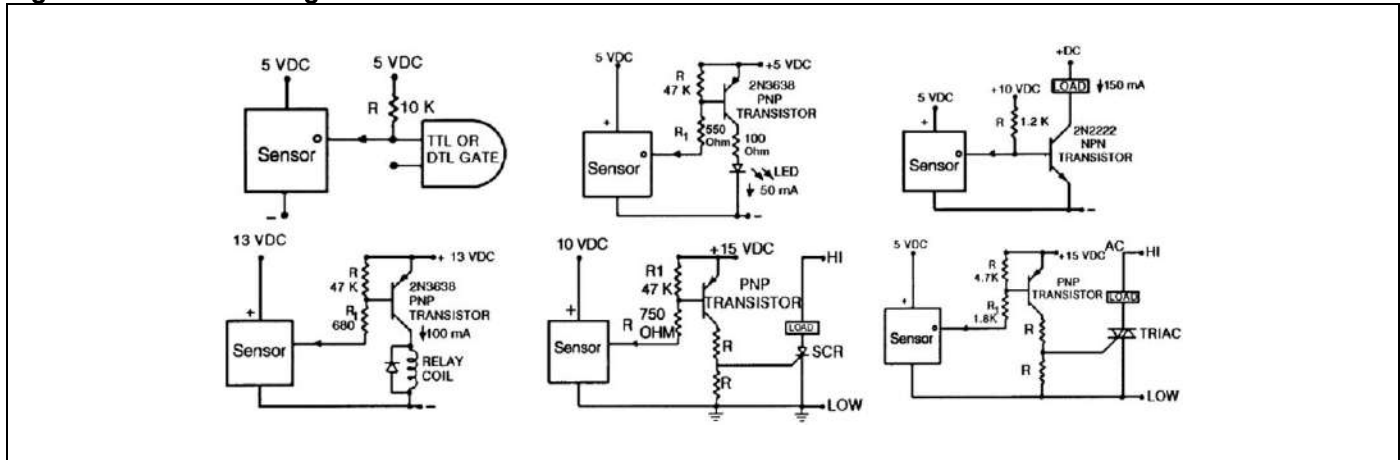 5 VDC
5 VDC
R
10 K
Sensor
TTL OR
DTL GATE
–
5 VDC
+5 VDC
R
47 K
2N3638
PNP
TRANSISTOR
R1
550
Ohm
100
Ohm
+
Sensor
LED
50 mA
–
+DC
LOAD
150 mA
5 VDC
+10 VDC
R
1.2 K
+
Sensor
2N2222
NPN
TRANSISTOR
–
13 VDC
+ 13 VDC
R
47 K
2N3638
PNP
TRANSISTOR
R1
680
100 mA
+
Sensor
RELAY
COIL
–
10 VDC
+15 VDC
HI
R1
47 K
PNP
TRANSISTOR
R
750
OHM
+
Sensor
R
R
LOAD
SCR
LOW
5 VDC
+15 VDC
AC
HI
R
4.7K
PNP
TRANSISTOR
R1
1.8K
LOAD
+
Sensor
R
R
TRIAC
LOW